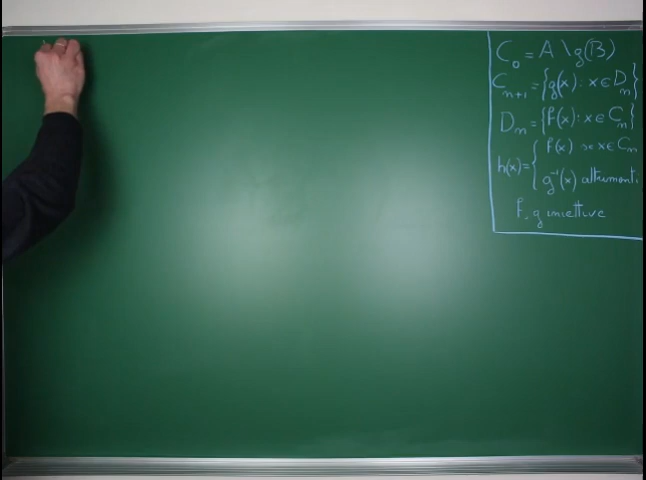 C₀ = A \ g(B)
Cₙ₊₁ = {g(x) : x ∈ Dₙ}
Dₙ = {f(x) : x ∈ Cₙ}
h(x) = { f(x) se x ∈ Cₙ
g⁻¹(x) altrimenti
f, g iniettive